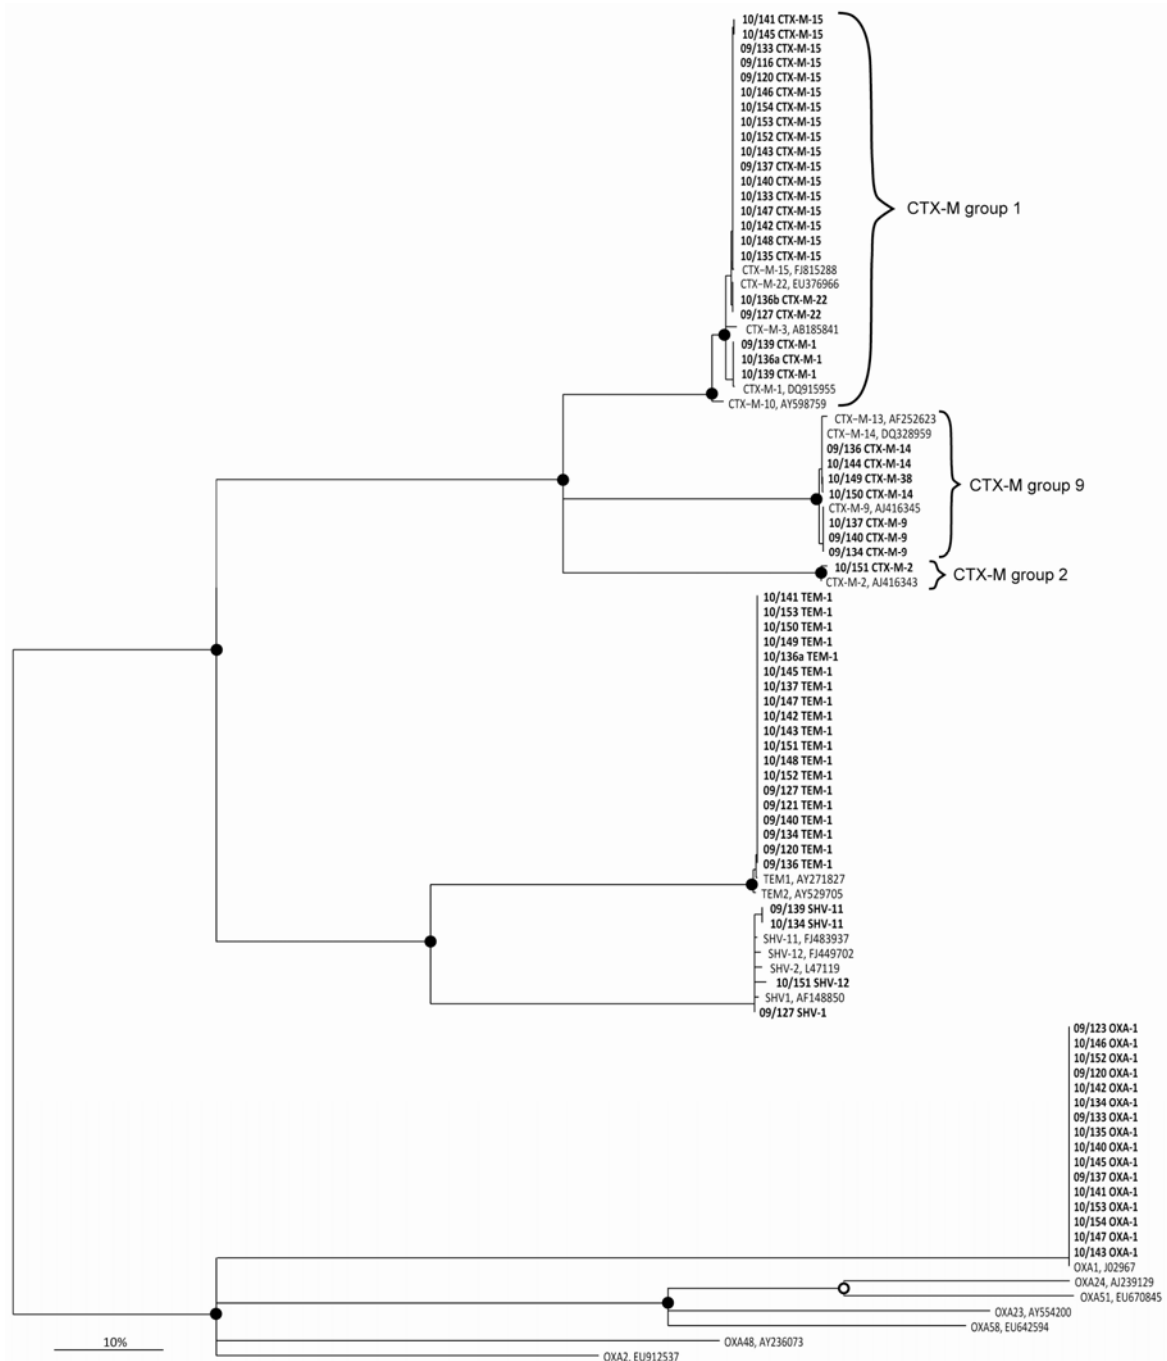 10/141 CTX-M-15
10/145 CTX-M-15
09/133 CTX-M-15
09/116 CTX-M-15
09/120 CTX-M-15
10/146 CTX-M-15
10/154 CTX-M-15
10/153 CTX-M-15
10/152 CTX-M-15
10/143 CTX-M-15
09/137 CTX-M-15
10/140 CTX-M-15
10/133 CTX-M-15
10/147 CTX-M-15
10/142 CTX-M-15
10/148 CTX-M-15
10/135 CTX-M-15
CTX-M-15, FJ815288
CTX-M-22, EU376966
10/136b CTX-M-22
09/127 CTX-M-22
CTX-M-3, AB185841
09/139 CTX-M-1
10/136a CTX-M-1
10/139 CTX-M-1
CTX-M-1, DQ915955
CTX-M-10, AY598759
CTX-M group 1
CTX-M-13, AF252623
CTX-M-14, DQ328959
09/136 CTX-M-14
10/144 CTX-M-14
10/149 CTX-M-38
10/150 CTX-M-14
CTX-M-9, AJ416345
10/137 CTX-M-9
09/140 CTX-M-9
09/134 CTX-M-9
CTX-M group 9
10/151 CTX-M-2
CTX-M-2, AJ416343
CTX-M group 2
10/141 TEM-1
10/153 TEM-1
10/150 TEM-1
10/149 TEM-1
10/136a TEM-1
10/145 TEM-1
10/137 TEM-1
10/147 TEM-1
10/142 TEM-1
10/143 TEM-1
10/151 TEM-1
10/148 TEM-1
10/152 TEM-1
09/127 TEM-1
09/121 TEM-1
09/140 TEM-1
09/134 TEM-1
09/120 TEM-1
09/136 TEM-1
TEM1, AY271827
TEM2, AY529705
09/139 SHV-11
10/134 SHV-11
SHV-11, FJ483937
SHV-12, FJ449702
SHV-2, L47119
10/151 SHV-12
SHV1, AF148850
09/127 SHV-1
09/123 OXA-1
10/146 OXA-1
10/152 OXA-1
09/120 OXA-1
10/142 OXA-1
10/134 OXA-1
09/133 OXA-1
10/135 OXA-1
10/140 OXA-1
10/145 OXA-1
09/137 OXA-1
10/141 OXA-1
10/153 OXA-1
10/154 OXA-1
10/147 OXA-1
10/143 OXA-1
OXA1, J02967
OXA24, AJ239129
OXA51, EU670845
OXA23, AY554200
OXA58, EU642594
OXA48, AY236073
OXA2, EU912537
10%